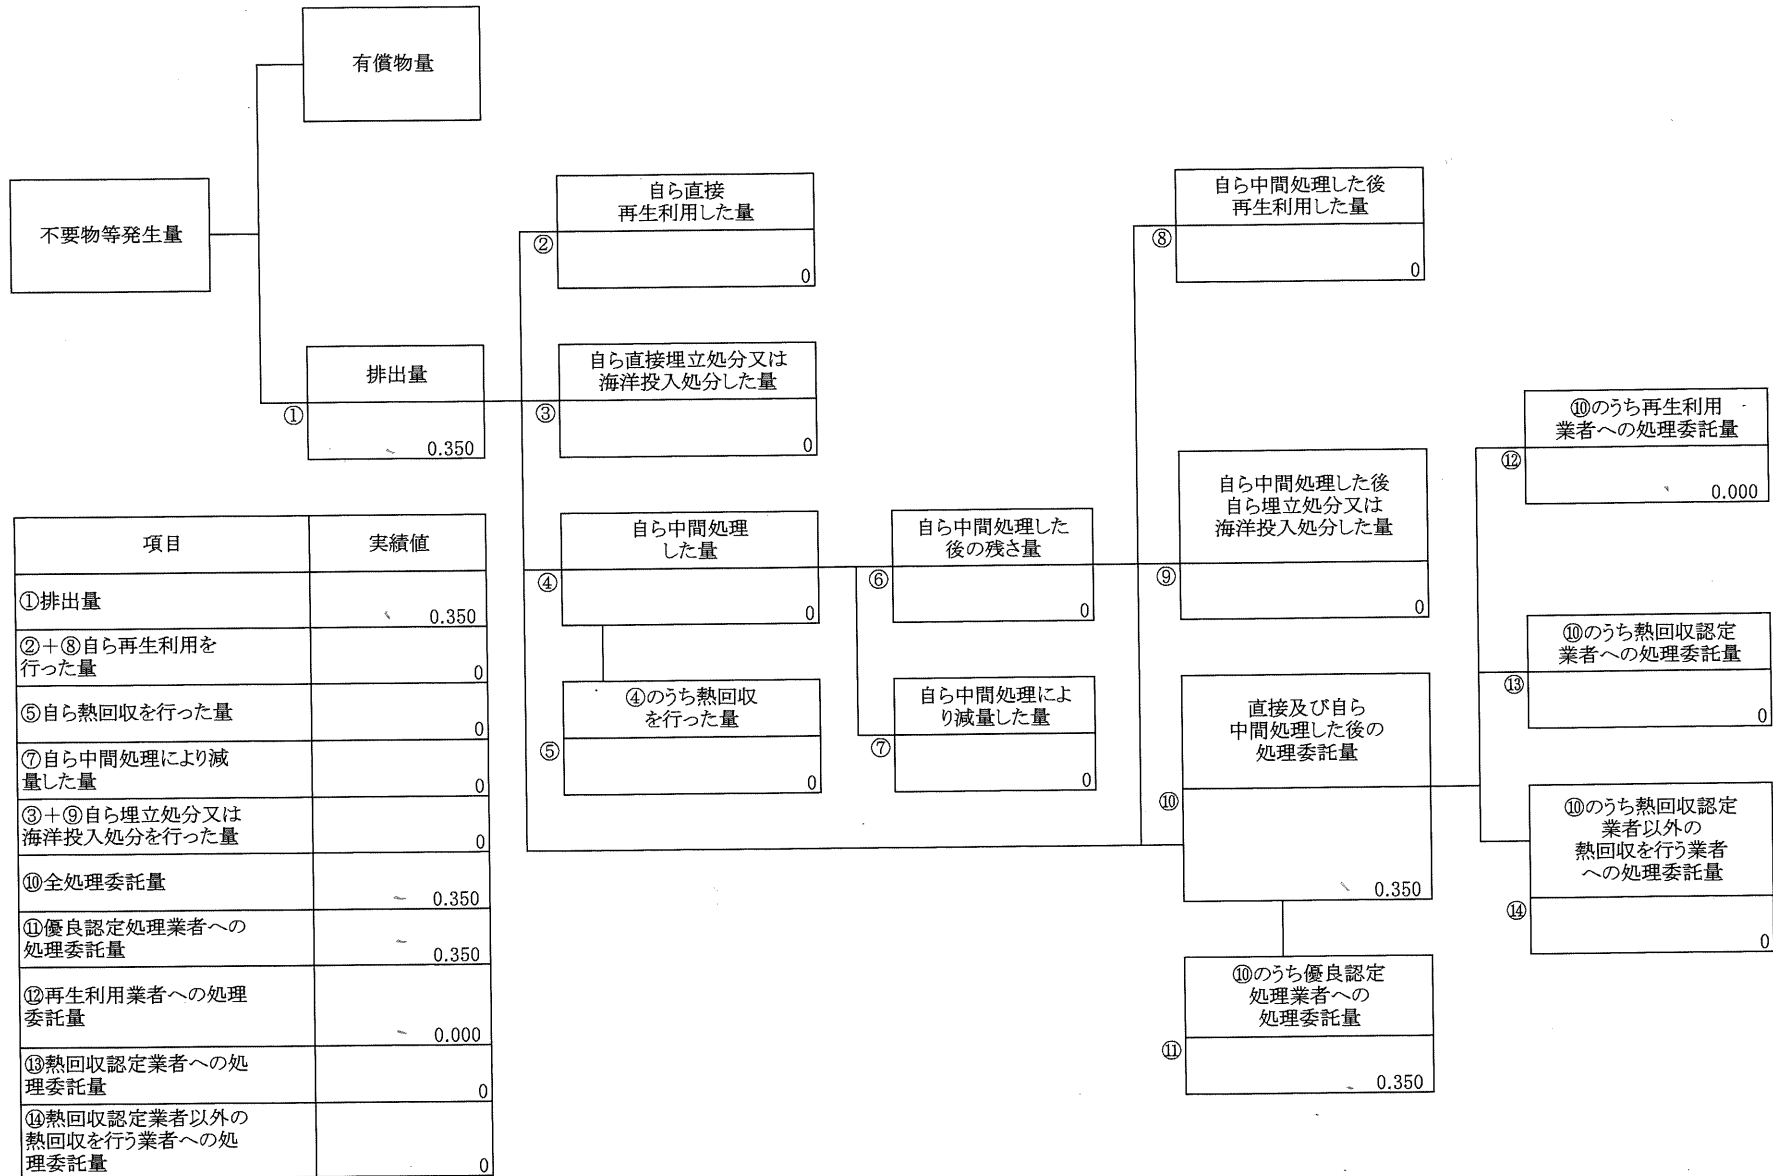 有償物量
不要物等発生量
排出量
①
0.350
自ら直接
再生利用した量
②
0
自ら直接埋立処分又は
海洋投入処分した量
③
0
自ら中間処理
した量
④
0
④のうち熱回収
を行った量
⑤
0
自ら中間処理した
後の残さ量
⑥
0
自ら中間処理によ
り減量した量
⑦
0
自ら中間処理した後
再生利用した量
⑧
0
自ら中間処理した後
自ら埋立処分又は
海洋投入処分した量
⑨
0
直接及び自ら
中間処理した後の
処理委託量
⑩
0.350
⑩のうち優良認定
処理業者への
処理委託量
⑪
0.350
⑩のうち再生利用
業者への処理委託量
⑫
0.000
⑩のうち熱回収認定
業者への処理委託量
⑬
0
⑩のうち熱回収認定
業者以外の
熱回収を行う業者
への処理委託量
⑭
0
項目 実績値
①排出量
0.350
②+⑧自ら再生利用を
行った量
0
⑤自ら熱回収を行った量
0
⑦自ら中間処理により減
量した量
0
③+⑨自ら埋立処分又は
海洋投入処分を行った量
0
⑩全処理委託量
0.350
⑪優良認定処理業者への
処理委託量
0.350
⑫再生利用業者への処理
委託量
0.000
⑬熱回収認定業者への処
理委託量
0
⑭熱回収認定業者以外の
熱回収を行う業者への処
理委託量
0